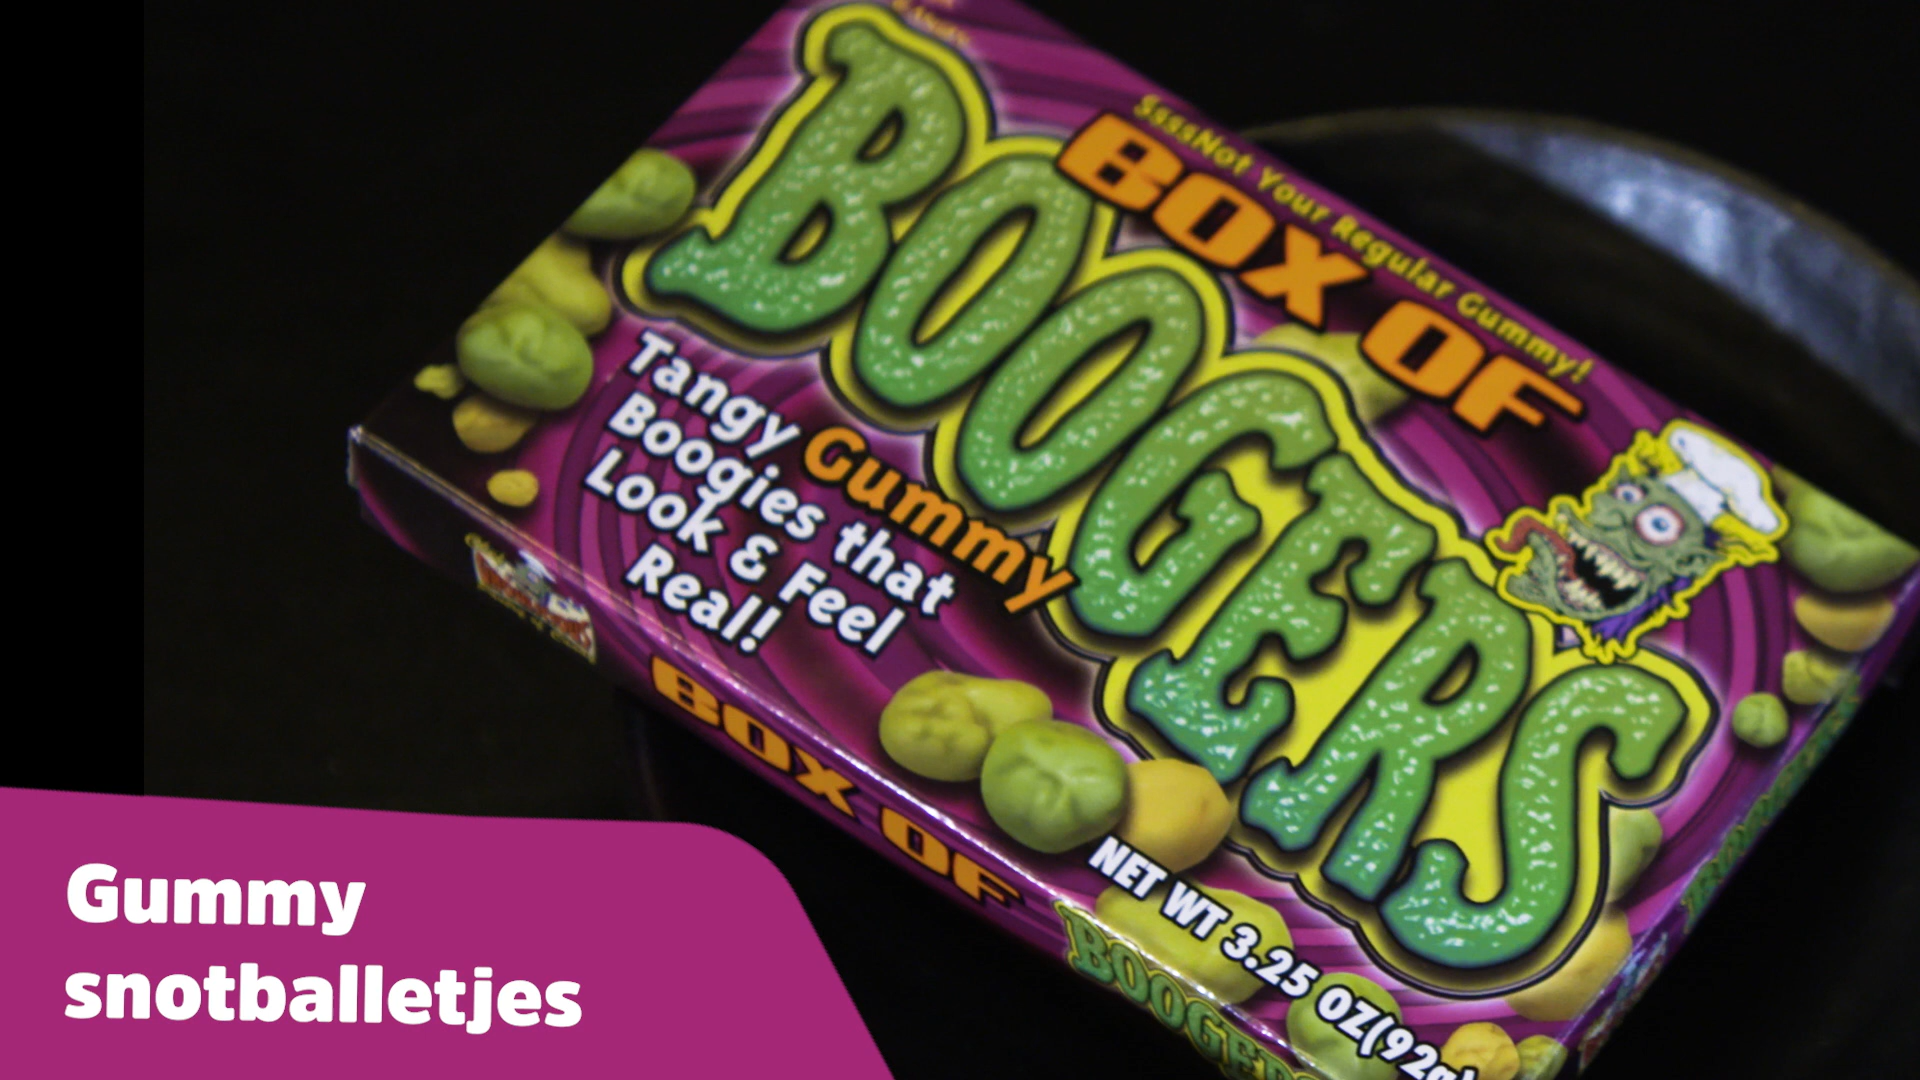 SsssNot Your Regular Gummy!
BOX OF
BOOGERS
Tangy Gummy
Boogies that
Look & Feel
Real!
NET WT 3.25 OZ(92g)
BOX OF
BOOGERS
Gummy
snotballetjes